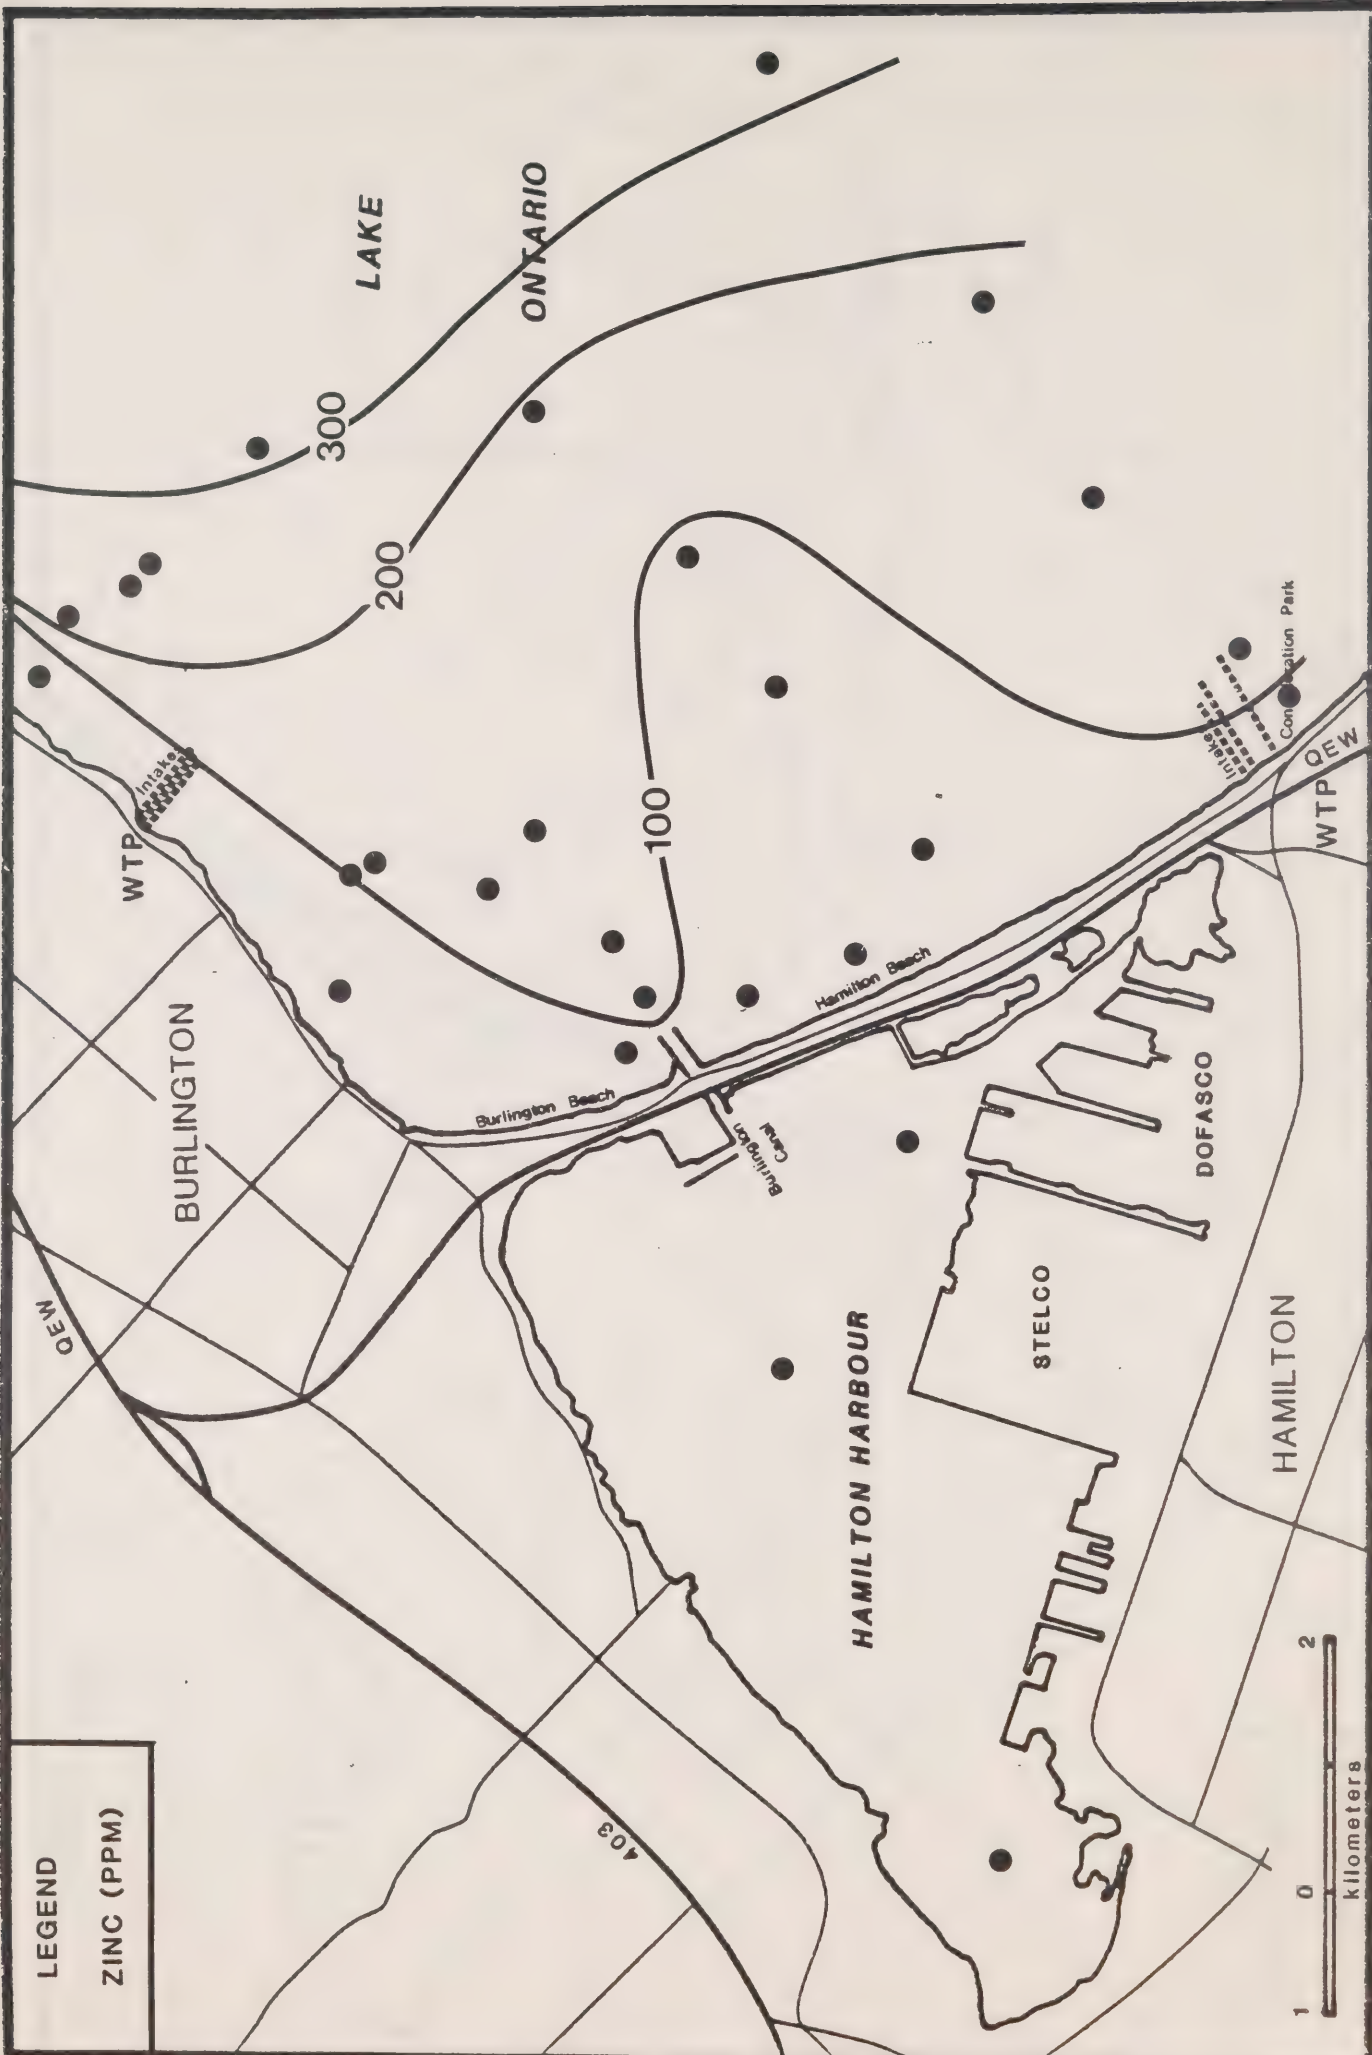 LEGEND
ZINC (PPM)
QEW
BURLINGTON
WTP
Intake
LAKE
ONTARIO
300
200
100
403
Burlington Beach
Burlington
Canal
Hamilton Beach
HAMILTON HARBOUR
STELCO
DOFASCO
HAMILTON
Intake
Park
WTP
QEW
1 0 2
kilometers